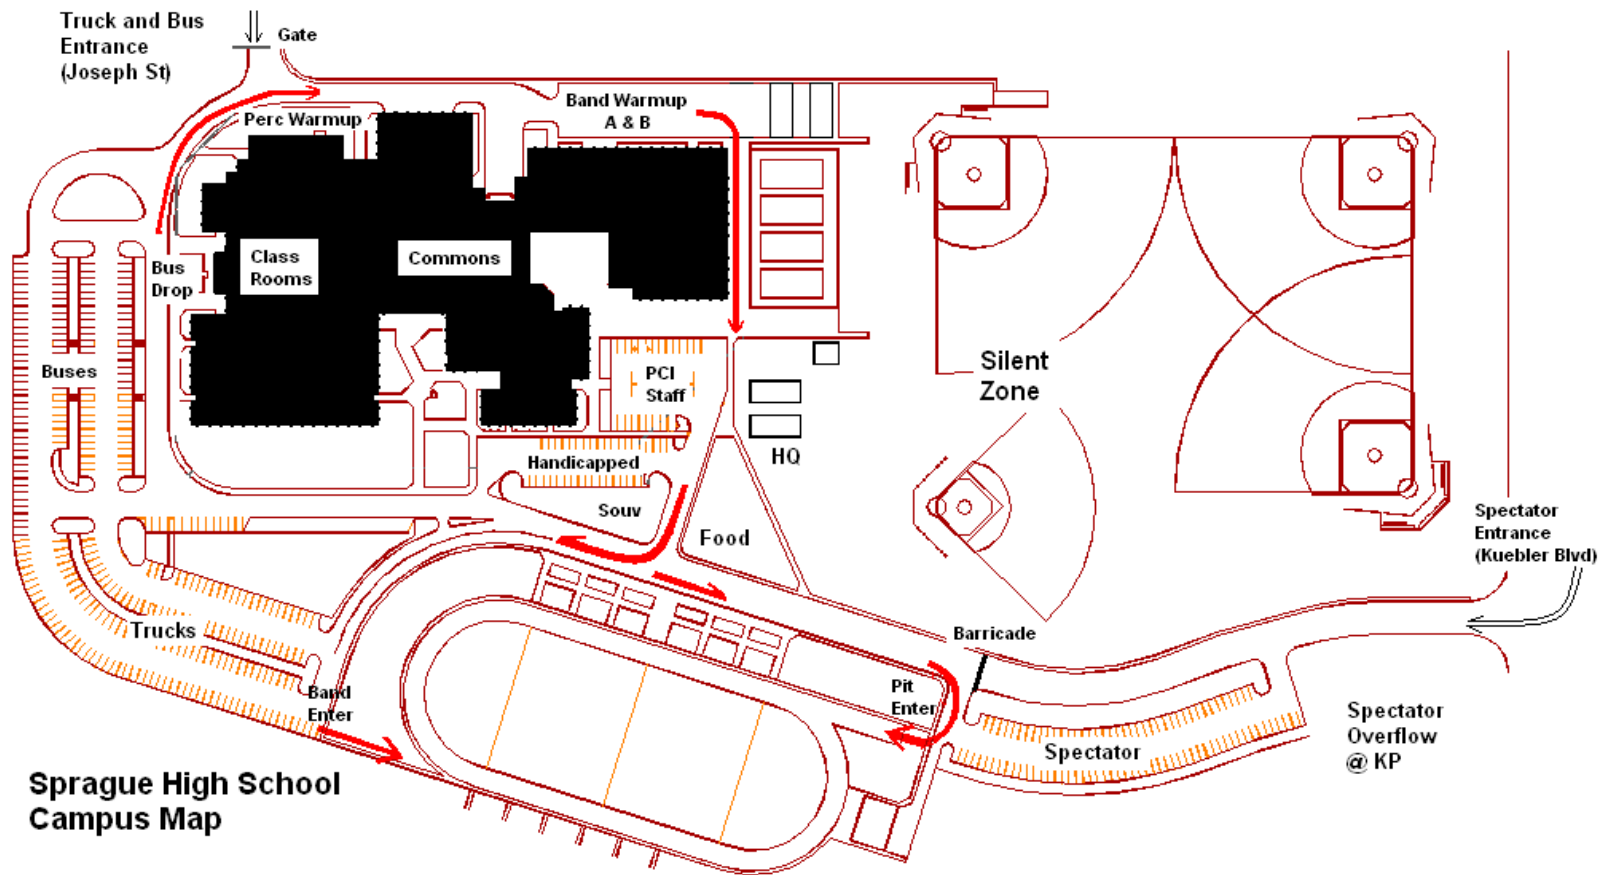 Truck and Bus
Entrance
(Joseph St)
Gate
Perc Warmup
Band Warmup
A & B
Bus
Drop
Class
Rooms
Commons
Buses
PCI
Staff
Silent
Zone
HQ
Handicapped
Souv
Food
Spectator
Entrance
(Kuebler Blvd)
Trucks
Barricade
Band
Enter
Pit
Enter
Spectator
Spectator
Overflow
@ KP
Sprague High School
Campus Map